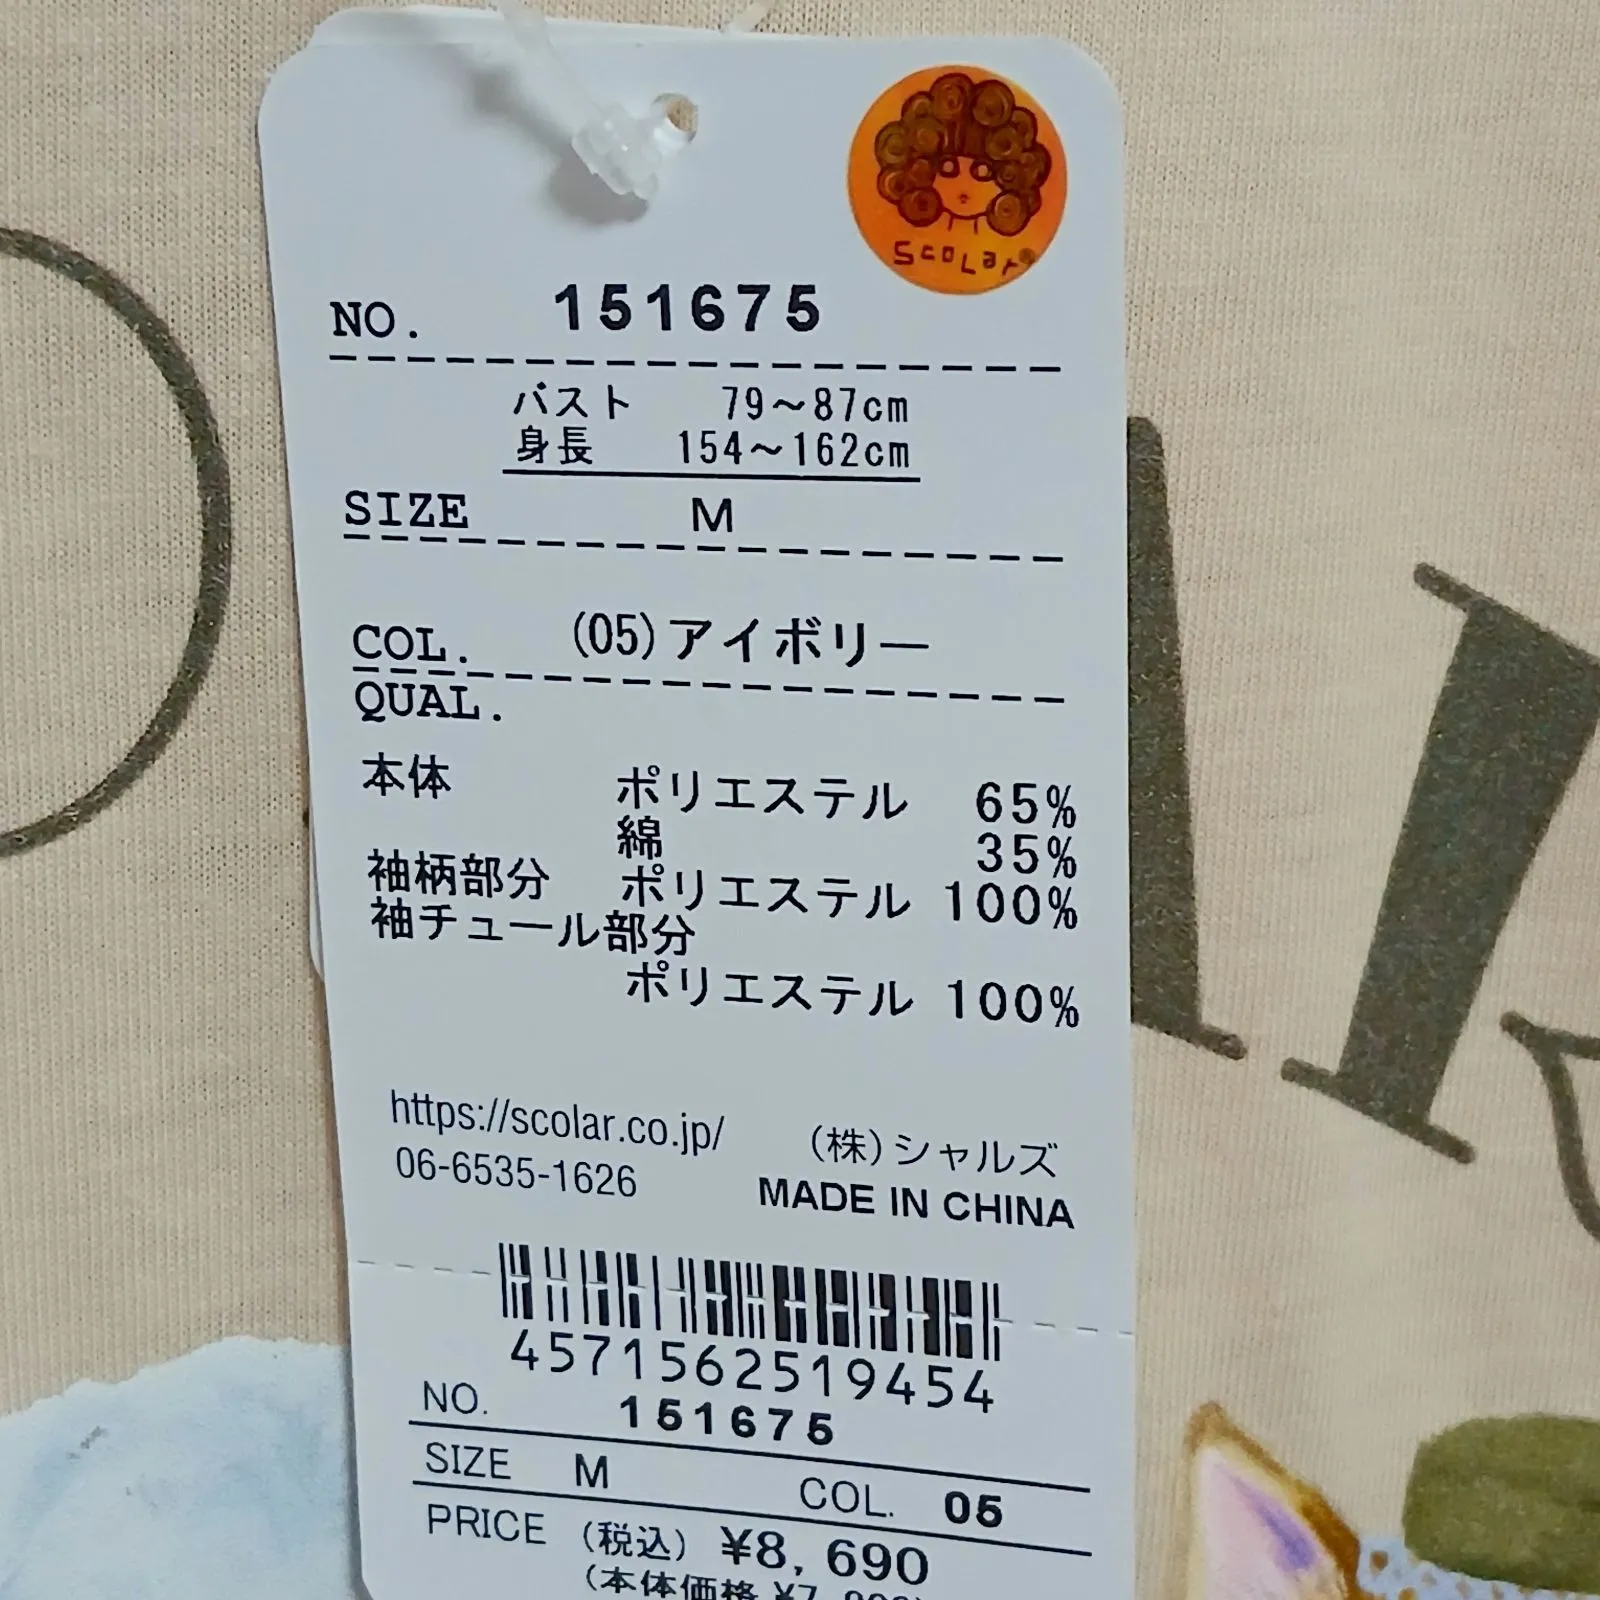 ScoLar
NO. 151675
バスト 79～87cm
身長 154～162cm
SIZE M
COL. (05)アイボリー
QUAL.
本体 ポリエステル 65%
綿 35%
袖柄部分 ポリエステル 100%
袖チュール部分
ポリエステル 100%
https://scolar.co.jp/
06-6535-1626
(株)シャルズ
MADE IN CHINA
4571562519454
NO. 151675
SIZE M COL. 05
PRICE (税込) ¥8,690
(本体価格